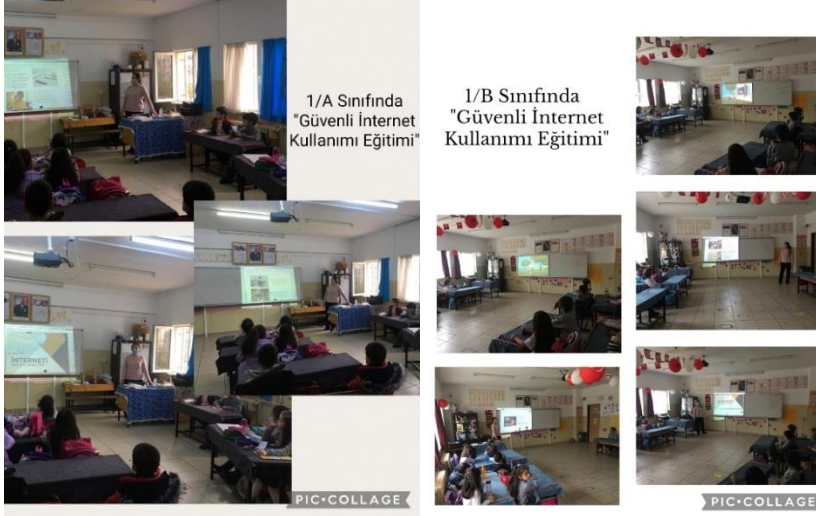 1/A Sınıfında
"Güvenli İnternet
Kullanımı Eğitimi"
İNTERNETİ
PIC•COLLAGE
1/B Sınıfında
"Güvenli İnternet
Kullanımı Eğitimi"
PIC•COLLAGE